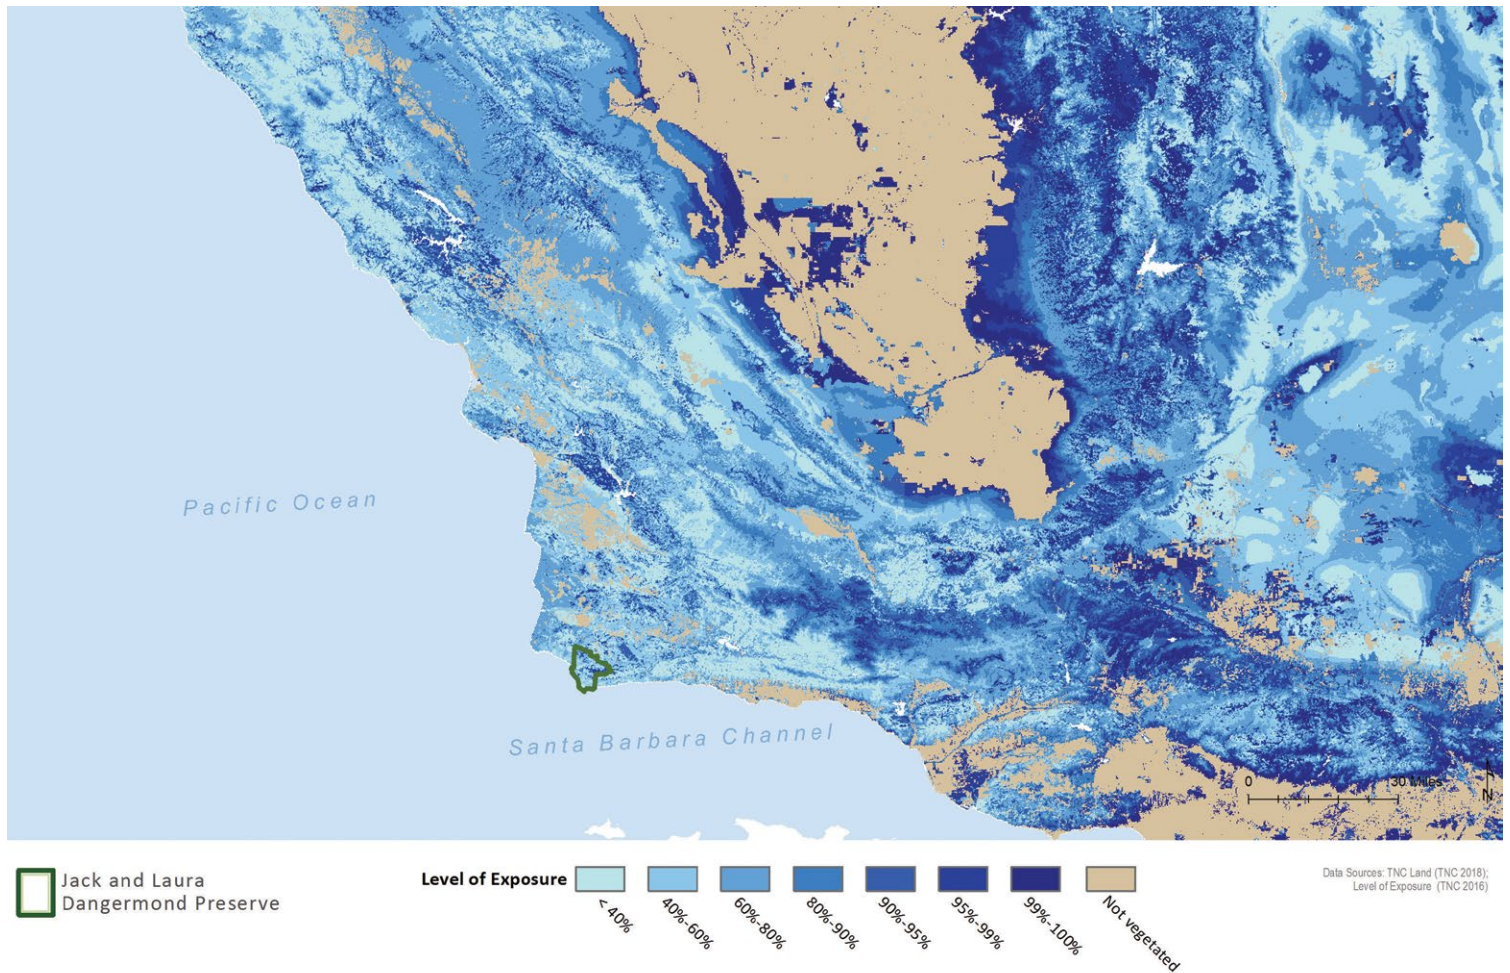 Pacific Ocean
Santa Barbara Channel
0
30 Miles
N
Jack and Laura
Dangermond Preserve
Level of Exposure
< 40%
40%-60%
60%-80%
80%-90%
90%-95%
95%-99%
99%-100%
Not vegetated
Data Sources: TNC Land (TNC 2018);
Level of Exposure (TNC 2016)